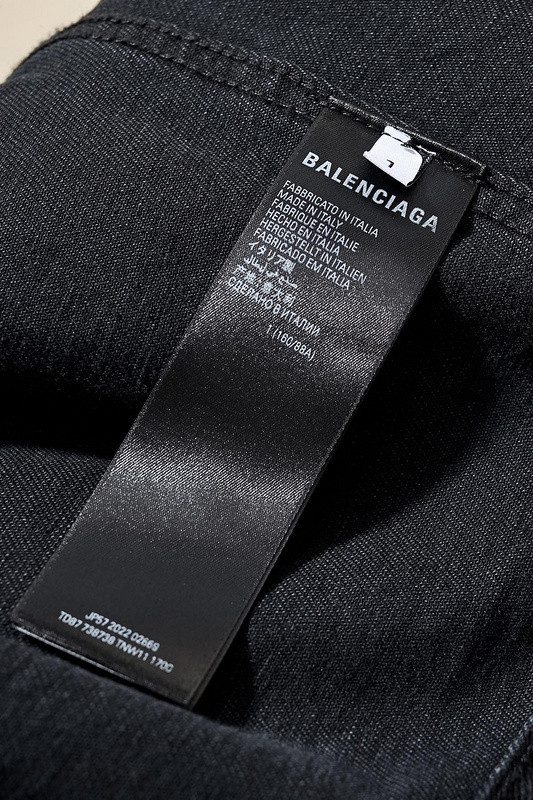 BALENCIAGA
FABBRICATO IN ITALIA
MADE IN ITALY
FABRIQUE EN ITALIE
HECHO EN ITALIA
HERGESTELLT IN ITALIEN
FABRICADO EM ITALIA
イタリア製
СДЕЛАНО В ИТАЛИИ
1 (160/88A)
JP57 2022 02669
TD87 738738 TNW11 1700